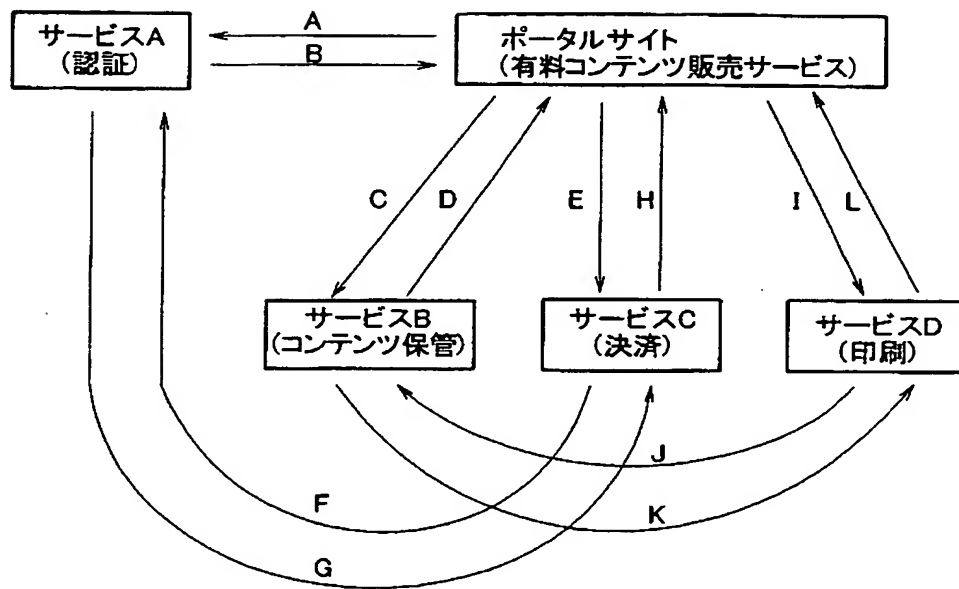 サービスA
(認証)
A
B
ポータルサイト
(有料コンテンツ販売サービス)
C
D
E
H
I
L
サービスB
(コンテンツ保管)
サービスC
(決済)
サービスD
(印刷)
J
F
K
G